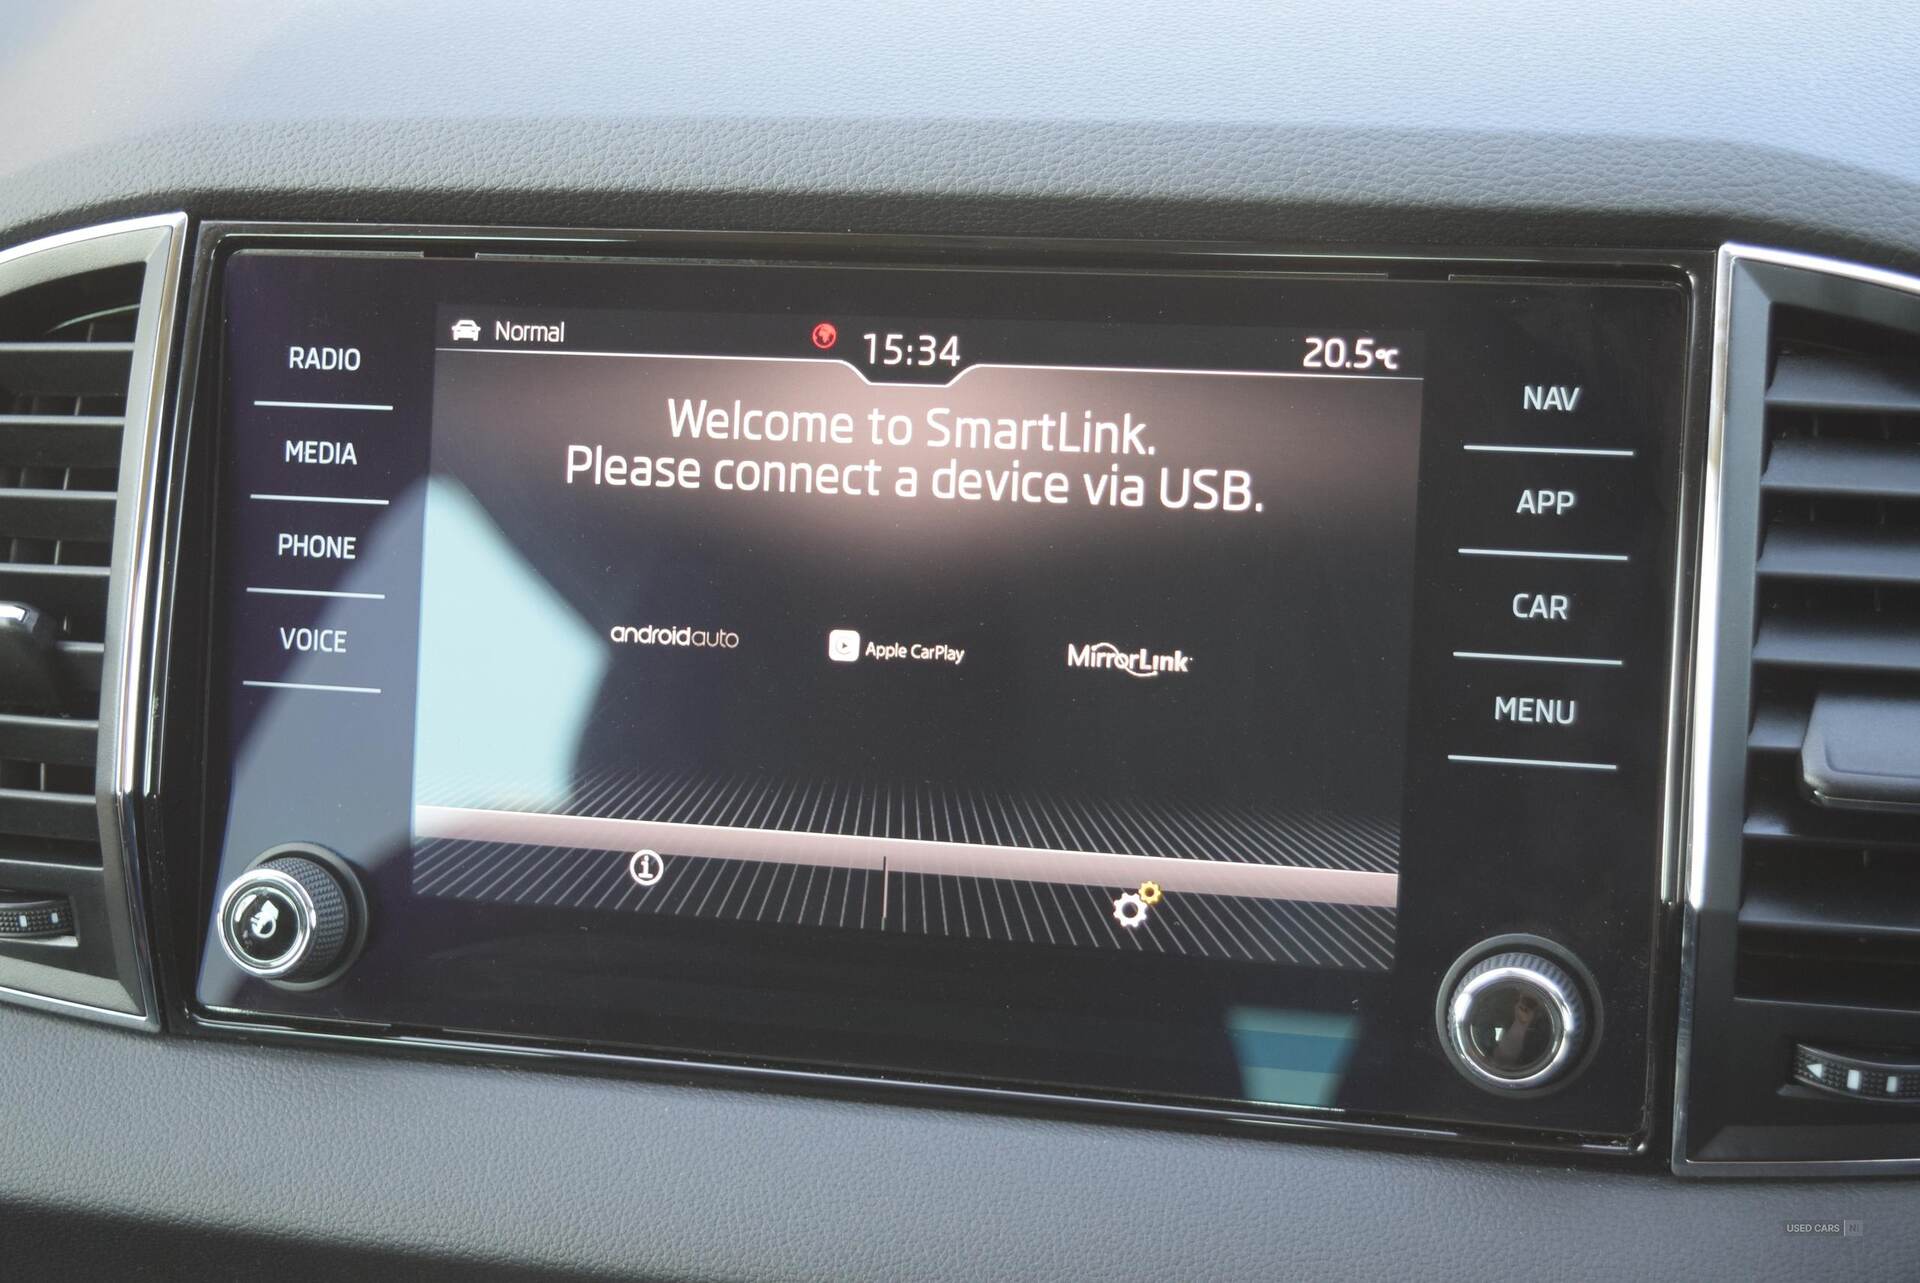 Normal
15:34
20.5°C
Welcome to SmartLink.
Please connect a device via USB.
androidauto
Apple CarPlay
MirrorLink
RADIO
MEDIA
PHONE
VOICE
NAV
APP
CAR
MENU
USED CARS NI